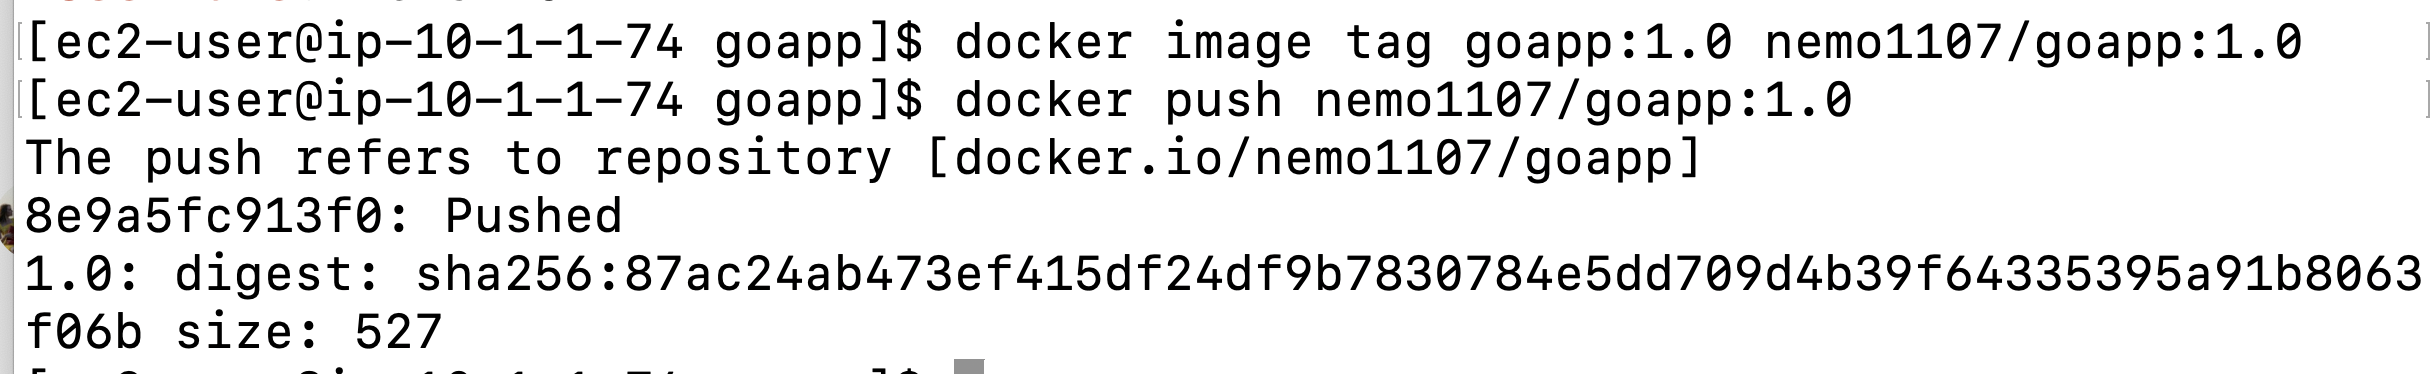 [ec2-user@ip-10-1-1-74 goapp]$ docker image tag goapp:1.0 nemo1107/goapp:1.0
[ec2-user@ip-10-1-1-74 goapp]$ docker push nemo1107/goapp:1.0
The push refers to repository [docker.io/nemo1107/goapp]
8e9a5fc913f0: Pushed
1.0: digest: sha256:87ac24ab473ef415df24df9b7830784e5dd709d4b39f64335395a91b8063
f06b size: 527